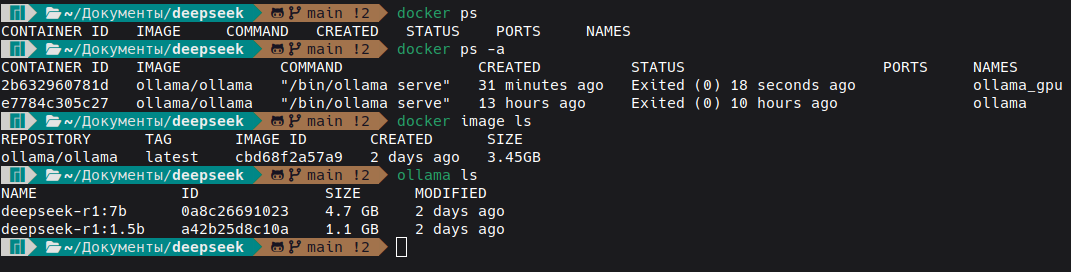 ~/Документы/deepseek main !2 docker ps
CONTAINER ID IMAGE COMMAND CREATED STATUS PORTS NAMES
~/Документы/deepseek main !2 docker ps -a
CONTAINER ID IMAGE COMMAND CREATED STATUS PORTS NAMES
2b632960781d ollama/ollama "/bin/ollama serve" 31 minutes ago Exited (0) 18 seconds ago ollama_gpu
e7784c305c27 ollama/ollama "/bin/ollama serve" 13 hours ago Exited (0) 10 hours ago ollama
~/Документы/deepseek main !2 docker image ls
REPOSITORY TAG IMAGE ID CREATED SIZE
ollama/ollama latest cbd68f2a57a9 2 days ago 3.45GB
~/Документы/deepseek main !2 ollama ls
NAME ID SIZE MODIFIED
deepseek-r1:7b 0a8c26691023 4.7 GB 2 days ago
deepseek-r1:1.5b a42b25d8c10a 1.1 GB 2 days ago
~/Документы/deepseek main !2